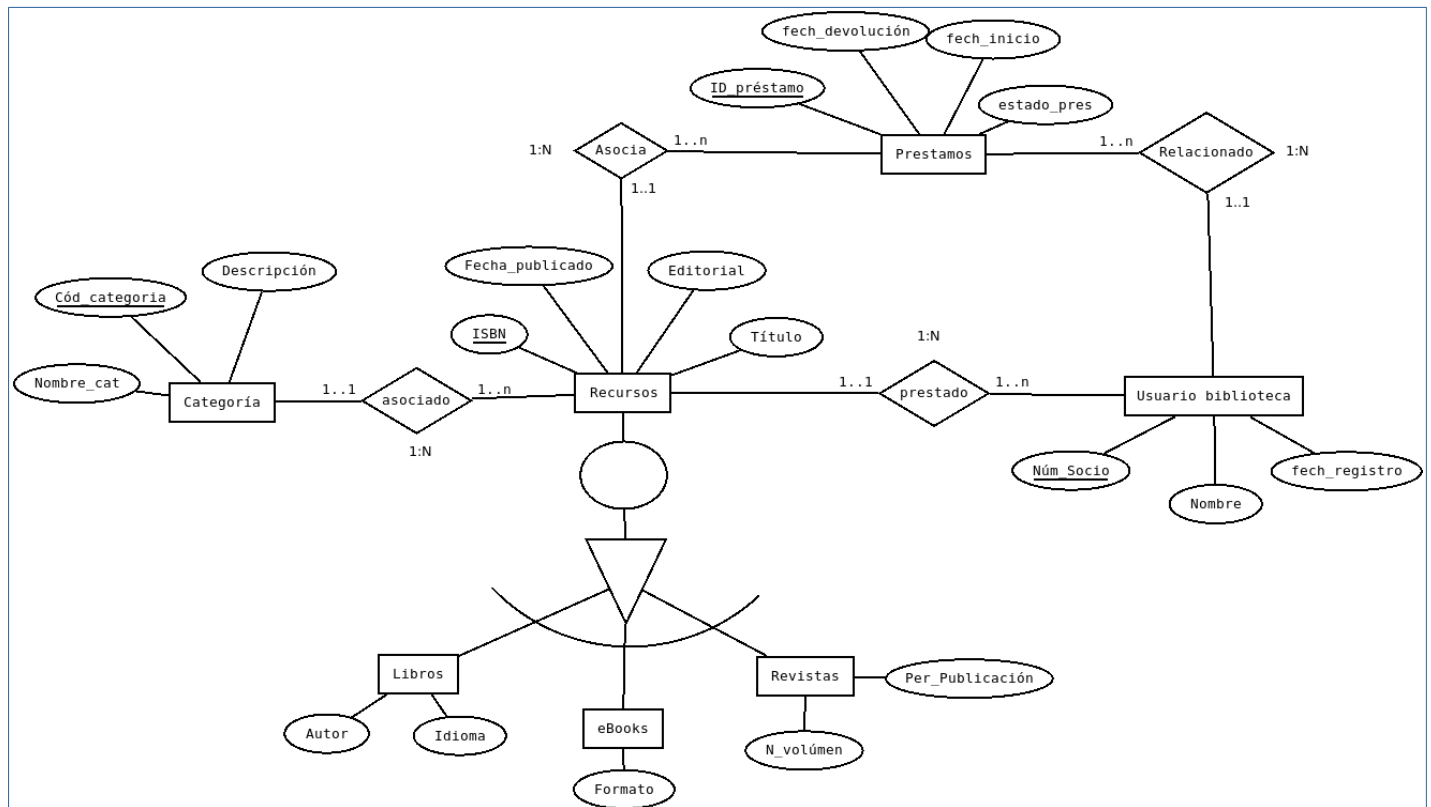 fech_devolución
fech_inicio
ID_préstamo
estado_pres
1:N
Asocia
1..n
Prestamos
1..n
Relacionado
1:N
1..1
1..1
Fecha_publicado
Editorial
Descripción
Cód_categoria
ISBN
Título
1:N
Nombre_cat
Categoría
1..1
asociado
1..n
Recursos
1..1
prestado
1..n
Usuario biblioteca
1:N
Núm_Socio
Nombre
fech_registro
Libros
Revistas
Per_Publicación
Autor
Idioma
eBooks
N_volúmen
Formato